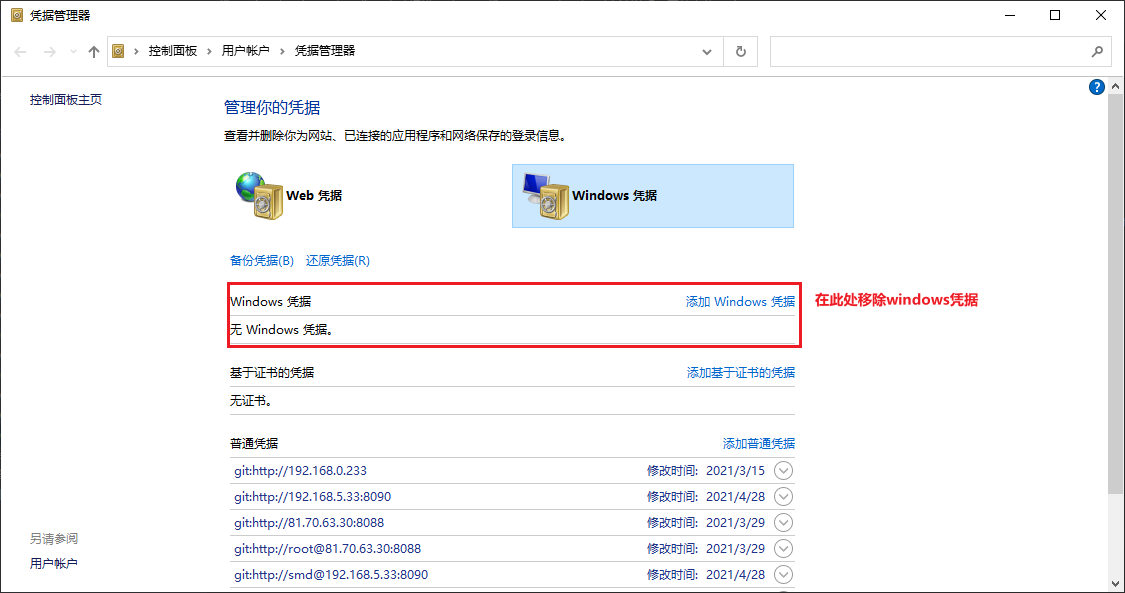 凭据管理器
控制面板 › 用户帐户 › 凭据管理器
控制面板主页
?
管理你的凭据
查看并删除你为网站、已连接的应用程序和网络保存的登录信息。
Web 凭据
Windows 凭据
备份凭据(B) 还原凭据(R)
Windows 凭据 添加 Windows 凭据
在此处移除windows凭据
无 Windows 凭据。
基于证书的凭据 添加基于证书的凭据
无证书。
普通凭据 添加普通凭据
git:http://192.168.0.233 修改时间: 2021/3/15
git:http://192.168.5.33:8090 修改时间: 2021/4/28
git:http://81.70.63.30:8088 修改时间: 2021/3/29
git:http://root@81.70.63.30:8088 修改时间: 2021/3/29
git:http://smd@192.168.5.33:8090 修改时间: 2021/4/28
另请参阅
用户帐户